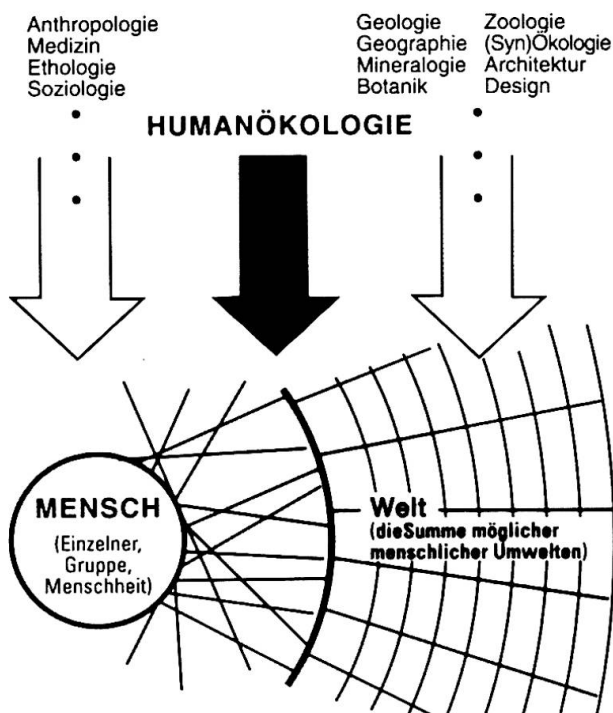 Anthropologie
Medizin
Ethologie
Soziologie
Geologie Zoologie
Geographie (Syn)Ökologie
Mineralogie Architektur
Botanik Design
HUMANÖKOLOGIE
MENSCH
(Einzelner,
Gruppe,
Menschheit)
Welt
(dieSumme möglicher
menschlicher Umwelten)